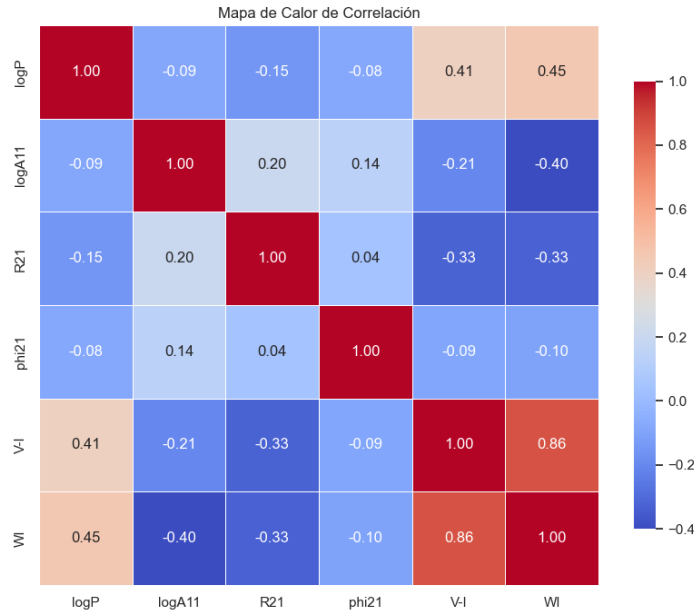 Mapa de Calor de Correlación
logP 1.00 -0.09 -0.15 -0.08 0.41 0.45
logA11 -0.09 1.00 0.20 0.14 -0.21 -0.40
R21 -0.15 0.20 1.00 0.04 -0.33 -0.33
phi21 -0.08 0.14 0.04 1.00 -0.09 -0.10
V-I 0.41 -0.21 -0.33 -0.09 1.00 0.86
WI 0.45 -0.40 -0.33 -0.10 0.86 1.00
logP logA11 R21 phi21 V-I WI
1.0
0.8
0.6
0.4
0.2
0.0
−0.2
−0.4